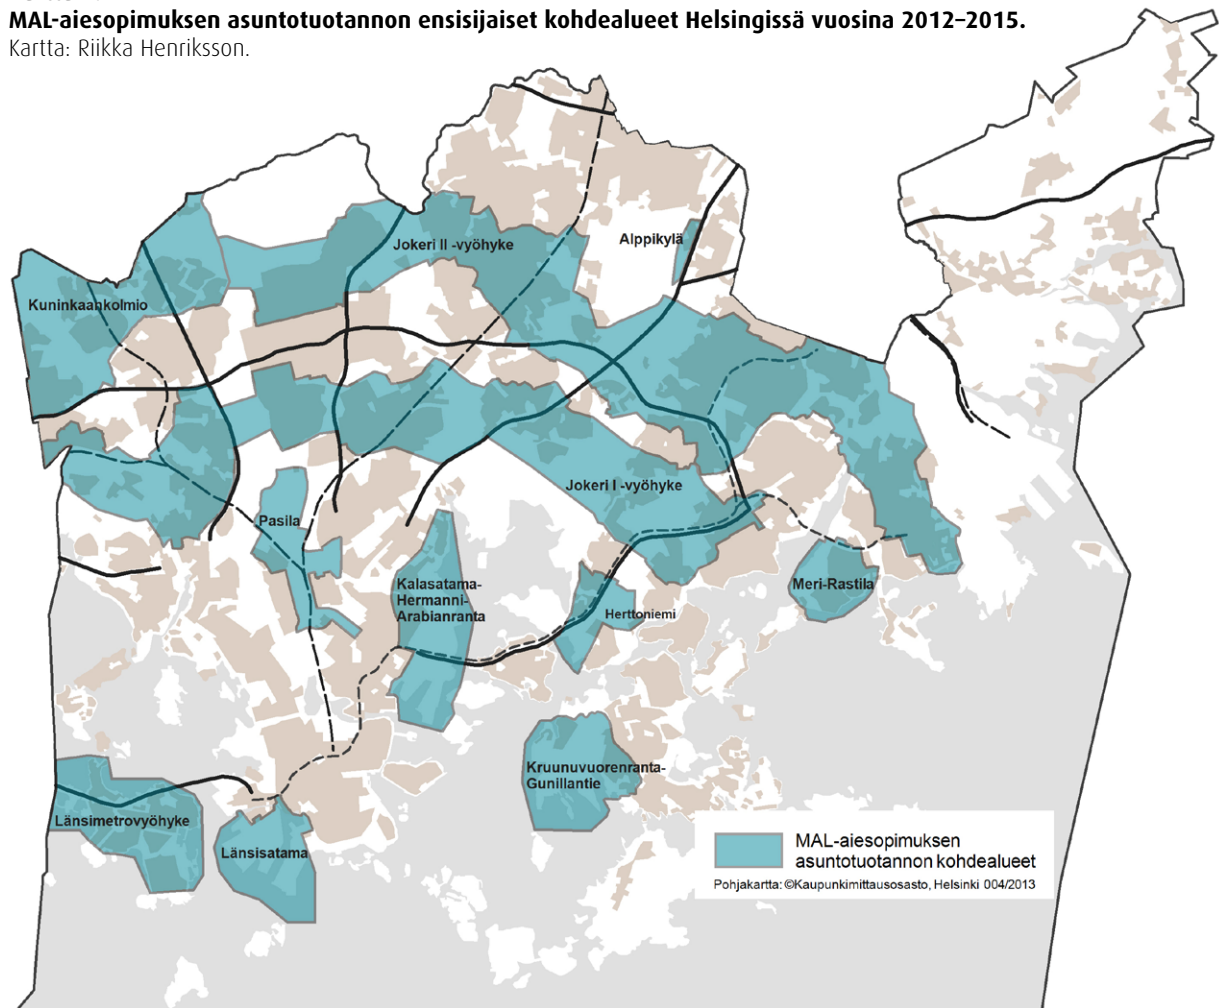 MAL-aiesopimuksen asuntotuotannon ensisijaiset kohdealueet Helsingissä vuosina 2012–2015.
Kartta: Riikka Henriksson.
Jokeri II -vyöhyke
Alppikylä
Kuninkaankolmio
Jokeri I -vyöhyke
Pasila
Kalasatama-
Hermanni-
Arabianranta
Herttoniemi
Meri-Rastila
Kruunuvuorenranta-
Gunillantie
Länsimetrovyöhyke
Länsisatama
MAL-aiesopimuksen
asuntotuotannon kohdealueet
Pohjakartta: ©Kaupunkimittausosasto, Helsinki 004/2013